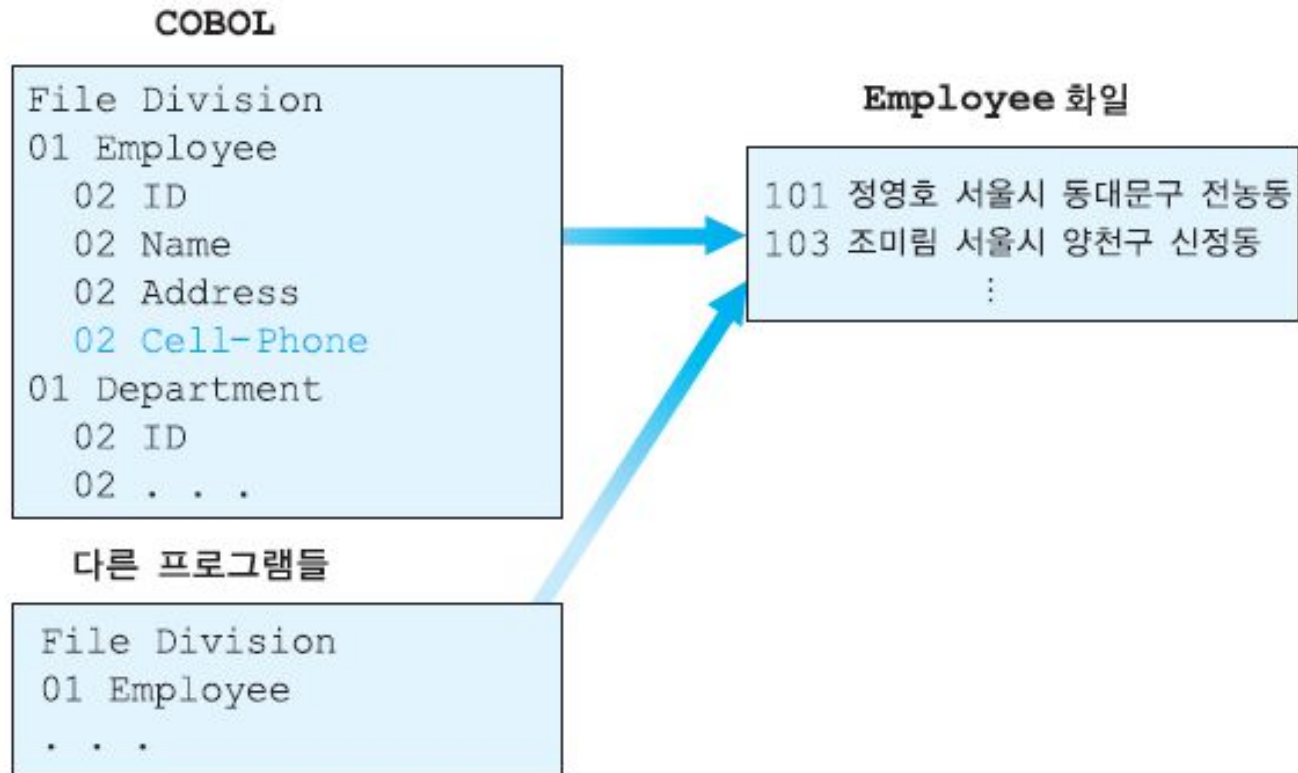 COBOL
File Division
01 Employee
02 ID
02 Name
02 Address
02 Cell-Phone
01 Department
02 ID
02 . . .
다른 프로그램들
File Division
01 Employee
. . .
Employee 화일
101 정영호 서울시 동대문구 전농동
103 조미림 서울시 양천구 신정동
⋮